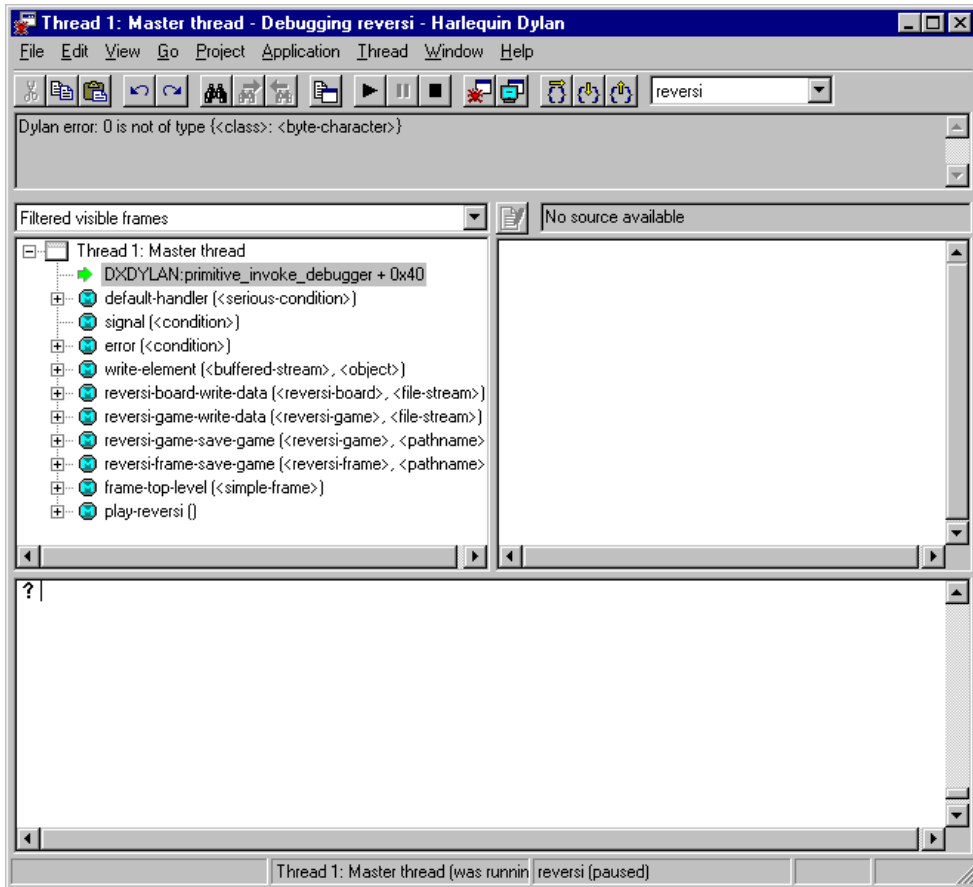 Thread 1: Master thread - Debugging reversi - Harlequin Dylan
File Edit View Go Project Application Thread Window Help
reversi
Dylan error: 0 is not of type {<class>: <byte-character>}
Filtered visible frames
No source available
Thread 1: Master thread
DXDYLAN:primitive_invoke_debugger + 0x40
default-handler (<serious-condition>)
signal (<condition>)
error (<condition>)
write-element (<buffered-stream>, <object>)
reversi-board-write-data (<reversi-board>, <file-stream>)
reversi-game-write-data (<reversi-game>, <file-stream>)
reversi-game-save-game (<reversi-game>, <pathname>
reversi-frame-save-game (<reversi-frame>, <pathname>
frame-top-level (<simple-frame>)
play-reversi ()
?
Thread 1: Master thread (was runnin
reversi (paused)